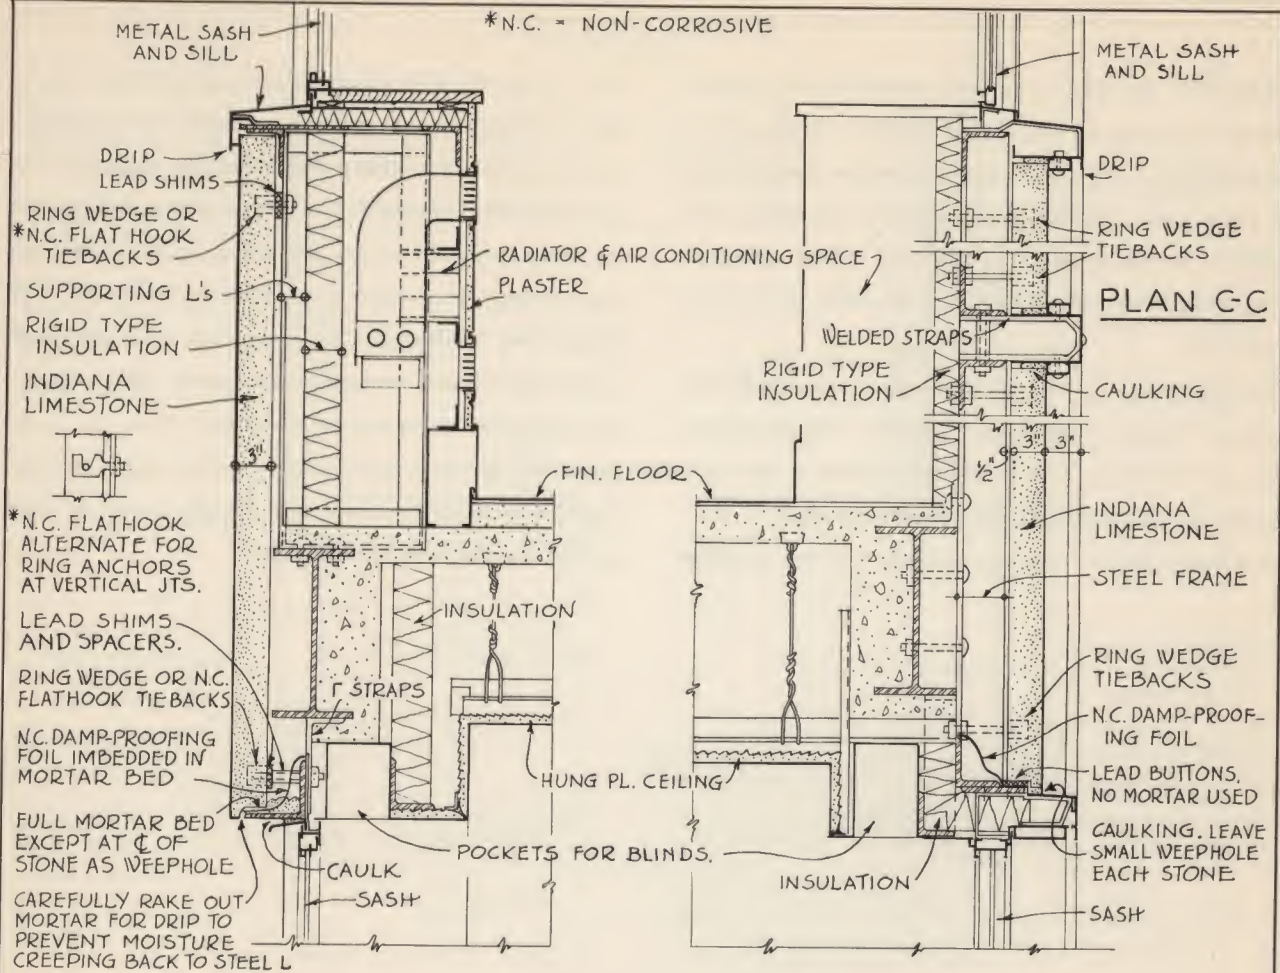 *N.C. = NON-CORROSIVE
METAL SASH
AND SILL
DRIP
LEAD SHIMS
RING WEDGE OR
*N.C. FLAT HOOK
TIEBACKS
SUPPORTING L's
RIGID TYPE
INSULATION
INDIANA
LIMESTONE
3"
*N.C. FLATHOOK
ALTERNATE FOR
RING ANCHORS
AT VERTICAL JTS.
LEAD SHIMS
AND SPACERS.
RING WEDGE OR N.C.
FLATHOOK TIEBACKS
N.C. DAMP-PROOFING
FOIL IMBEDDED IN
MORTAR BED
FULL MORTAR BED
EXCEPT AT ℄ OF
STONE AS WEEPHOLE
CAREFULLY RAKE OUT
MORTAR FOR DRIP TO
PREVENT MOISTURE
CREEPING BACK TO STEEL L
RADIATOR & AIR CONDITIONING SPACE
PLASTER
FIN. FLOOR
INSULATION
Γ STRAPS
HUNG PL. CEILING
POCKETS FOR BLINDS.
CAULK
SASH
METAL SASH
AND SILL
DRIP
RING WEDGE
TIEBACKS
PLAN C-C
WELDED STRAPS
RIGID TYPE
INSULATION
CAULKING
1/2"
3"
3"
INDIANA
LIMESTONE
STEEL FRAME
RING WEDGE
TIEBACKS
N.C. DAMP-PROOF-
ING FOIL
LEAD BUTTONS,
NO MORTAR USED
CAULKING. LEAVE
SMALL WEEPHOLE
EACH STONE
INSULATION
SASH